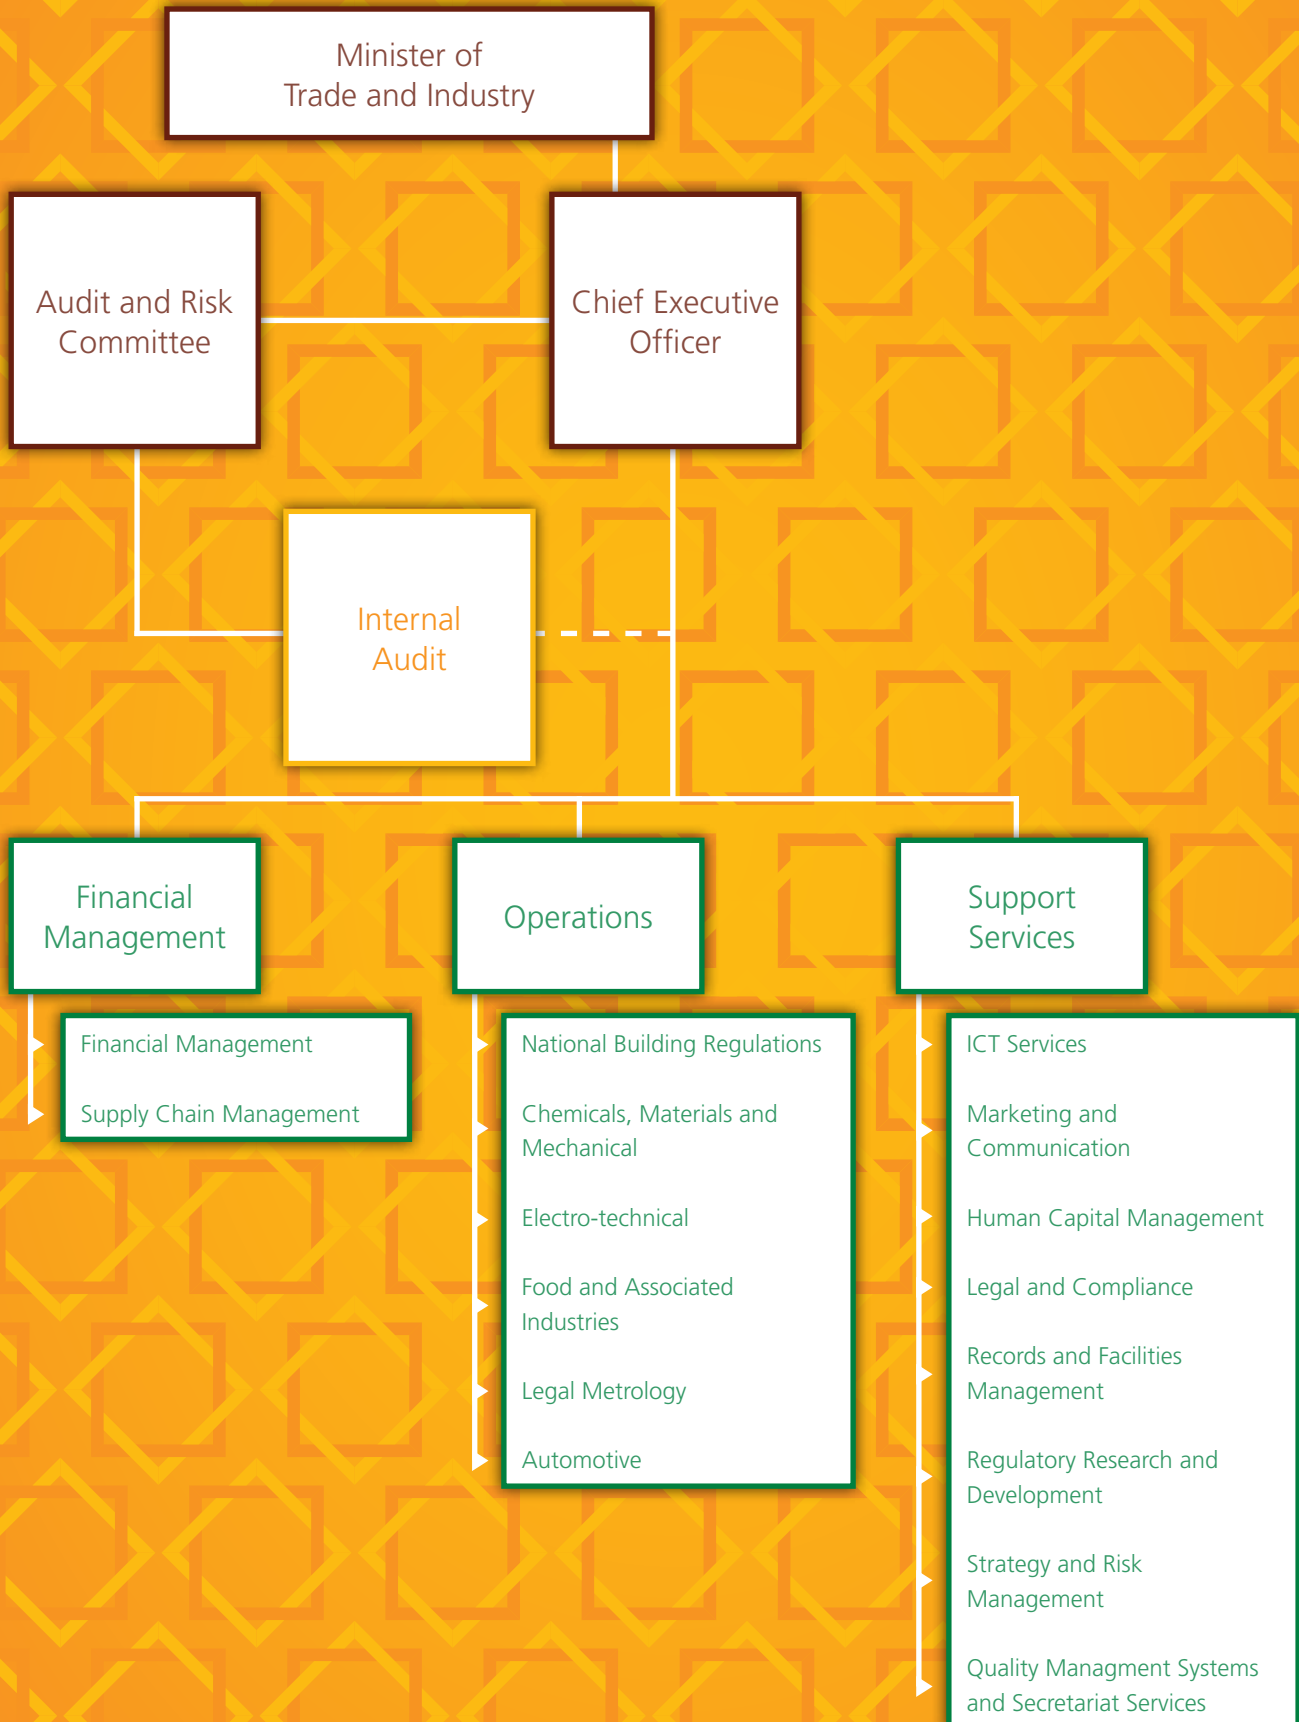 Minister of
Trade and Industry
Audit and Risk
Committee
Chief Executive
Officer
Internal
Audit
Financial
Management
Operations
Support
Services
Financial Management
Supply Chain Management
National Building Regulations
Chemicals, Materials and
Mechanical
Electro-technical
Food and Associated
Industries
Legal Metrology
Automotive
ICT Services
Marketing and
Communication
Human Capital Management
Legal and Compliance
Records and Facilities
Management
Regulatory Research and
Development
Strategy and Risk
Management
Quality Managment Systems
and Secretariat Services